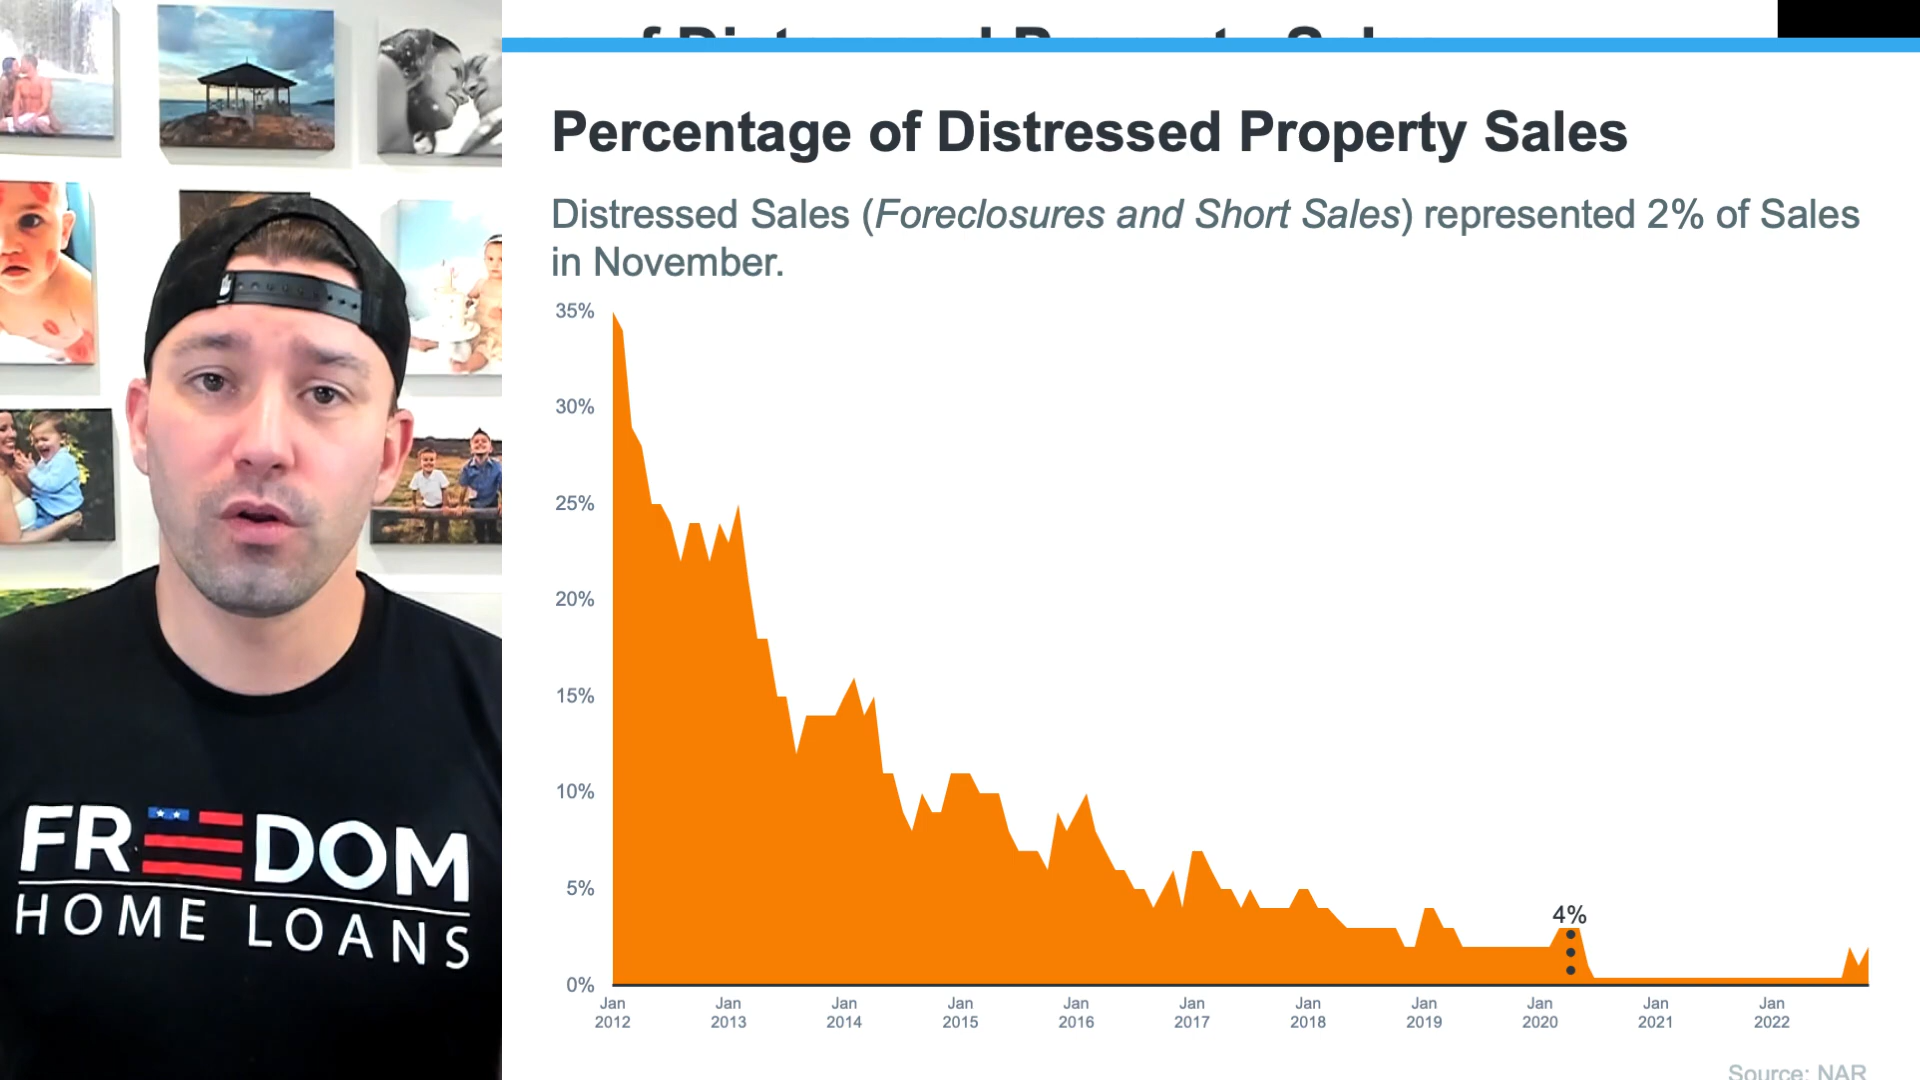 Percentage of Distressed Property Sales
Distressed Sales (Foreclosures and Short Sales) represented 2% of Sales
in November.
35%
30%
25%
20%
15%
10%
5%
0%
4%
Jan Jan Jan Jan Jan Jan Jan Jan Jan Jan Jan
2012 2013 2014 2015 2016 2017 2018 2019 2020 2021 2022
Source: NAR
FREEDOM
HOME LOANS